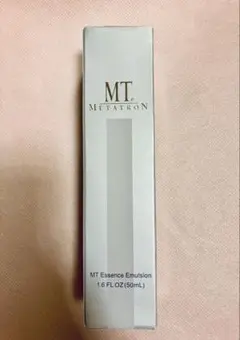 MT®
METATRON
MT Essence Emulsion
1.6 FL.OZ(50mL)